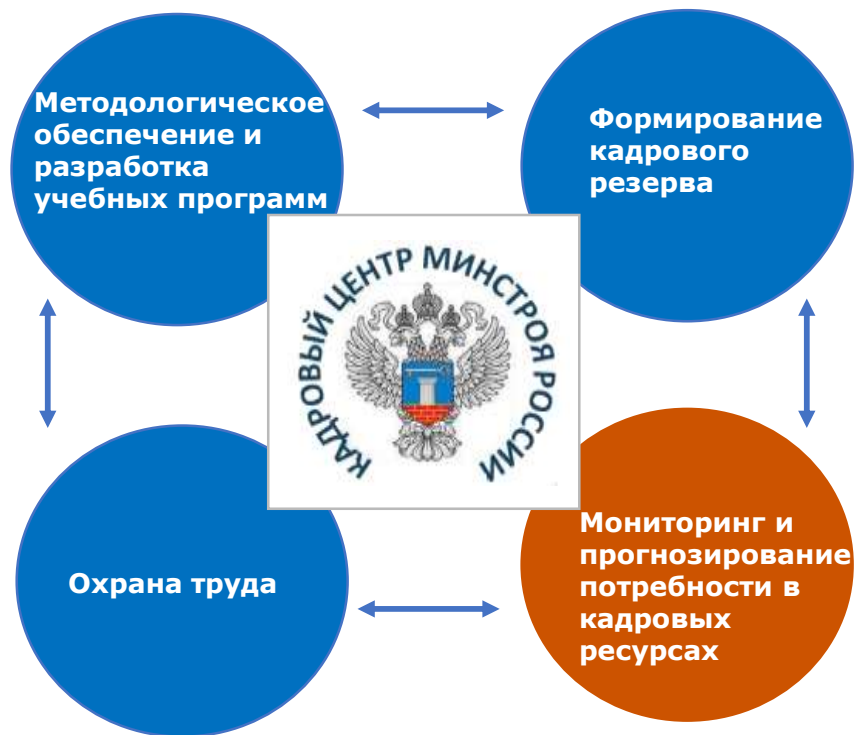 Методологическое
обеспечение и
разработка
учебных программ
Формирование
кадрового
резерва
КАДРОВЫЙ ЦЕНТР МИНСТРОЯ РОССИИ
Охрана труда
Мониторинг и
прогнозирование
потребности в
кадровых
ресурсах